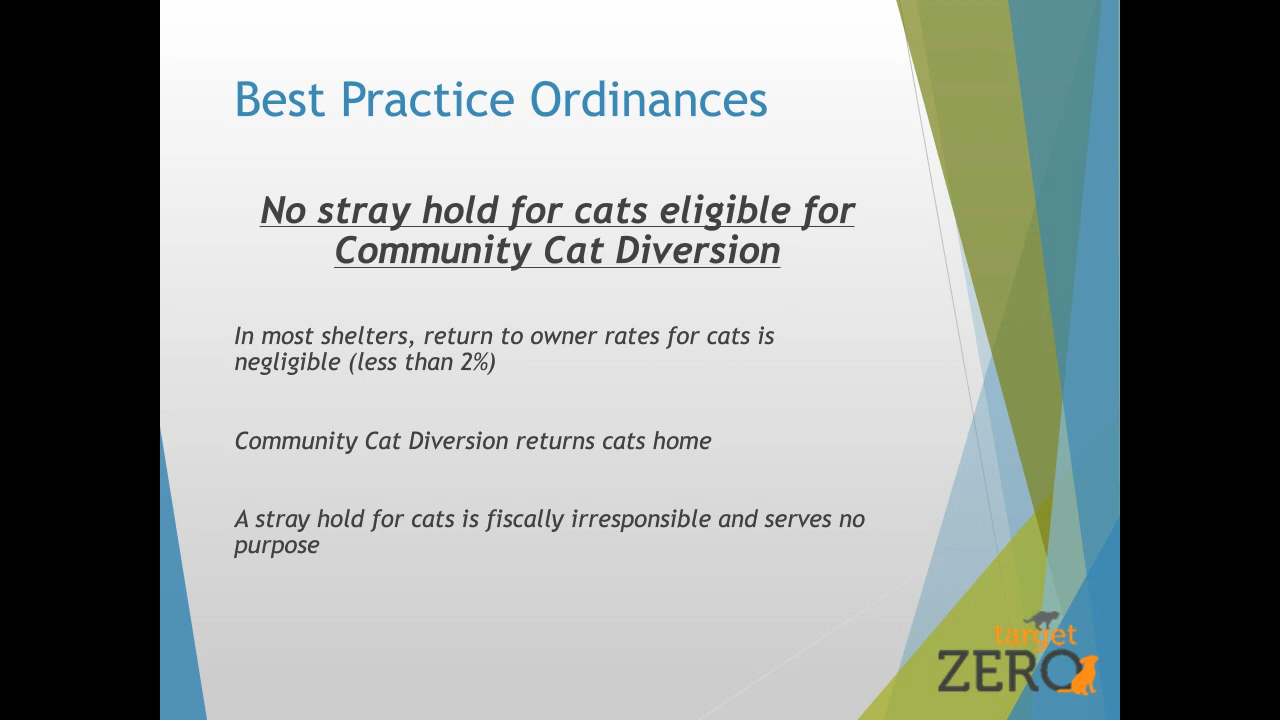 Best Practice Ordinances
No stray hold for cats eligible for
Community Cat Diversion
In most shelters, return to owner rates for cats is
negligible (less than 2%)
Community Cat Diversion returns cats home
A stray hold for cats is fiscally irresponsible and serves no
purpose
target
ZERO